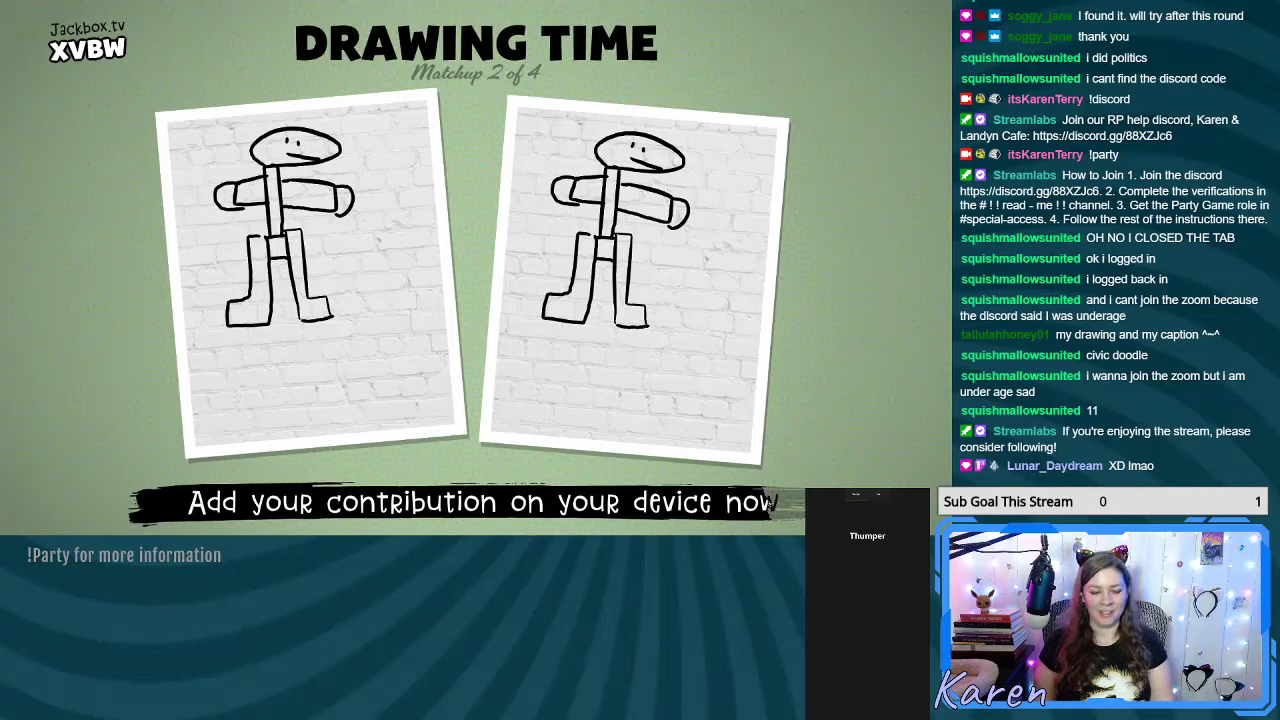 Jackbox.tv
XVBW
DRAWING TIME
Matchup 2 of 4
Add your contribution on your device now
!Party for more information
Thumper
soggy_jane I found it. will try after this round
soggy_jane thank you
squishmallowsunited i did politics
squishmallowsunited i cant find the discord code
itsKarenTerry !discord
Streamlabs Join our RP help discord, Karen &
Landyn Cafe: https://discord.gg/88XZJc6
itsKarenTerry !party
Streamlabs How to Join 1. Join the discord
https://discord.gg/88XZJc6. 2. Complete the verifications in
the # ! ! read - me ! ! channel. 3. Get the Party Game role in
#special-access. 4. Follow the rest of the instructions there.
squishmallowsunited OH NO I CLOSED THE TAB
squishmallowsunited ok i logged in
squishmallowsunited i logged back in
squishmallowsunited and i cant join the zoom because
the discord said I was underage
tallulahhoney01 my drawing and my caption ^~^
squishmallowsunited civic doodle
squishmallowsunited i wanna join the zoom but i am
under age sad
squishmallowsunited 11
Streamlabs If you're enjoying the stream, please
consider following!
Lunar_Daydream XD lmao
Sub Goal This Stream 0 1
Karen